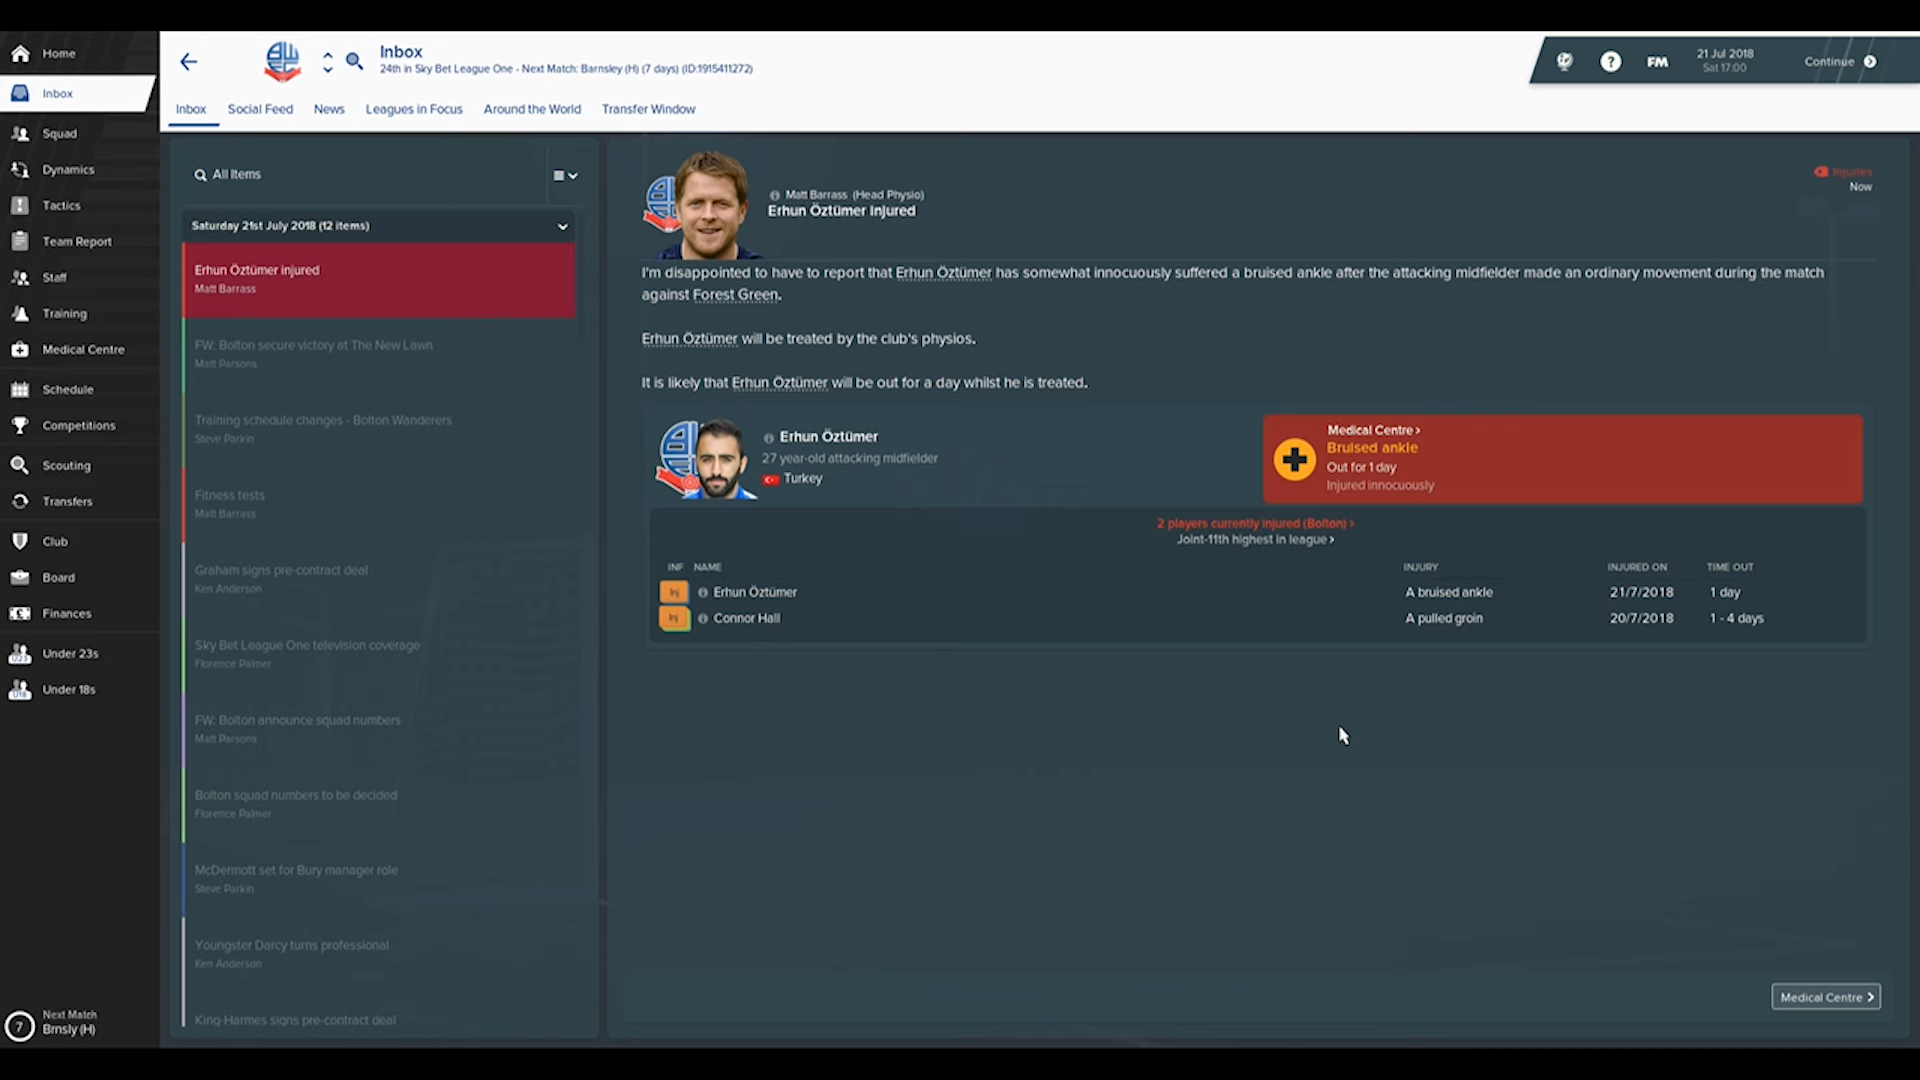 Home
Inbox
Squad
Dynamics
Tactics
Team Report
Staff
Training
Medical Centre
Schedule
Competitions
Scouting
Transfers
Club
Board
Finances
Under 23s
Under 18s
7
Next Match
Brnsly (H)
Inbox
24th in Sky Bet League One - Next Match: Barnsley (H) (7 days) (ID:1915411272)
?
FM
21 Jul 2018
Sat 17:00
Continue
Inbox Social Feed News Leagues in Focus Around the World Transfer Window
All Items
Saturday 21st July 2018 (12 items)
Erhun Öztümer injured
Matt Barrass
FW: Bolton secure victory at The New Lawn
Matt Parsons
Training schedule changes - Bolton Wanderers
Steve Parkin
Fitness tests
Matt Barrass
Graham signs pre-contract deal
Ken Anderson
Sky Bet League One television coverage
Florence Palmer
FW: Bolton announce squad numbers
Matt Parsons
Bolton squad numbers to be decided
Florence Palmer
McDermott set for Bury manager role
Steve Parkin
Youngster Darcy turns professional
Ken Anderson
King-Harmes signs pre-contract deal
Matt Barrass (Head Physio)
Erhun Öztümer injured
Injuries
Now
I'm disappointed to have to report that Erhun Öztümer has somewhat innocuously suffered a bruised ankle after the attacking midfielder made an ordinary movement during the match
against Forest Green.
Erhun Öztümer will be treated by the club's physios.
It is likely that Erhun Öztümer will be out for a day whilst he is treated.
Erhun Öztümer
27 year-old attacking midfielder
Turkey
Medical Centre >
Bruised ankle
Out for 1 day
Injured innocuously
2 players currently injured (Bolton) >
Joint-11th highest in league >
INF NAME INJURY INJURED ON TIME OUT
Inj Erhun Öztümer A bruised ankle 21/7/2018 1 day
Inj Connor Hall A pulled groin 20/7/2018 1 - 4 days
Medical Centre >